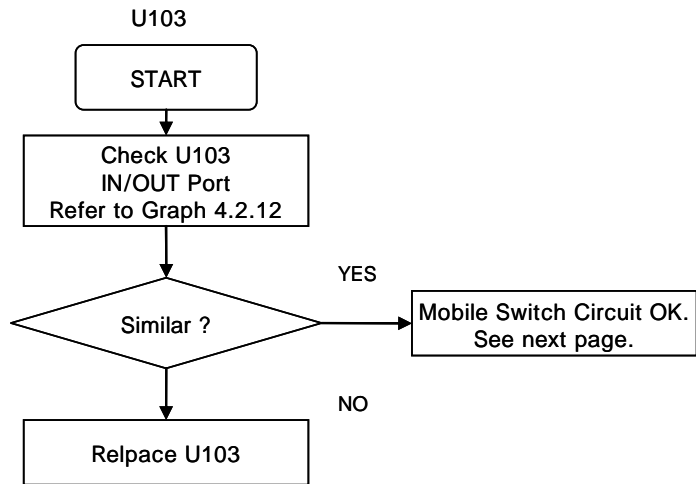 U103
START
Check U103
IN/OUT Port
Refer to Graph 4.2.12
YES
Similar ?
Mobile Switch Circuit OK.
See next page.
NO
Relpace U103